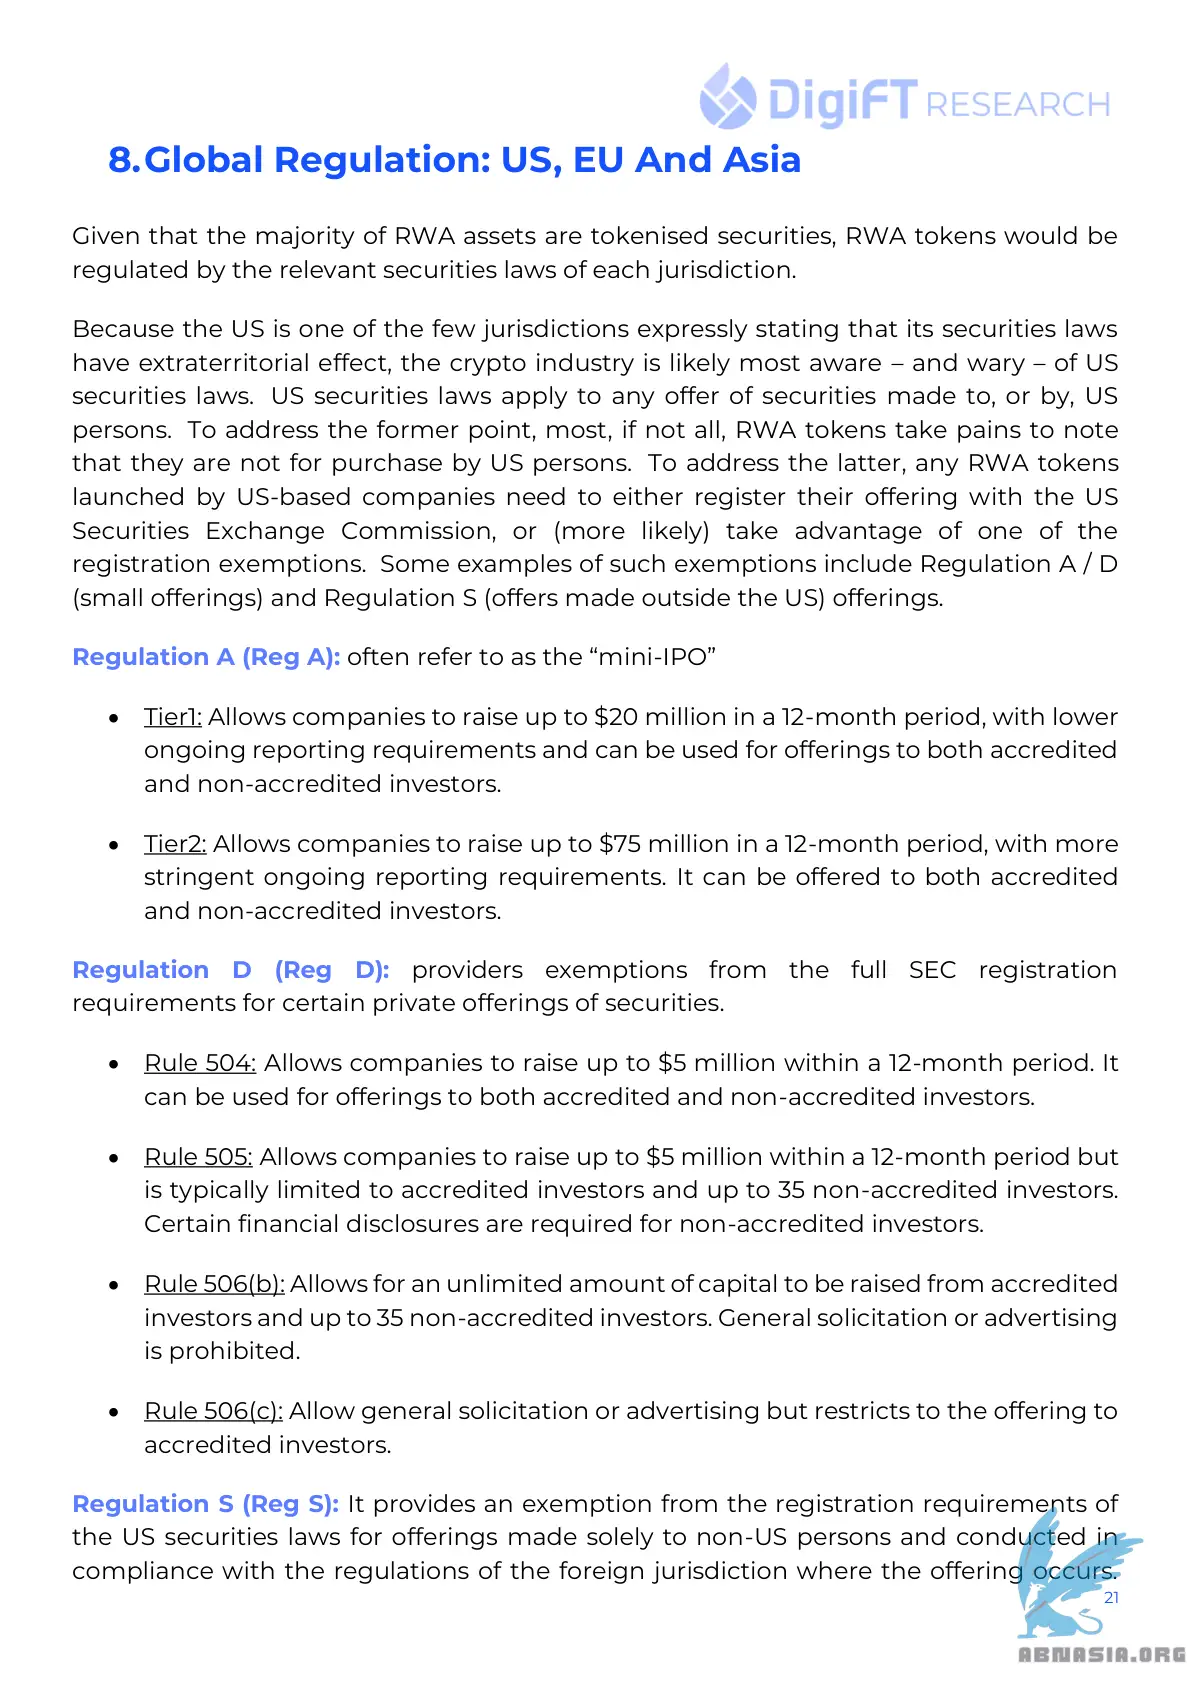 DigiFT RESEARCH
8. Global Regulation: US, EU And Asia
Given that the majority of RWA assets are tokenised securities, RWA tokens would be
regulated by the relevant securities laws of each jurisdiction.
Because the US is one of the few jurisdictions expressly stating that its securities laws
have extraterritorial effect, the crypto industry is likely most aware – and wary – of US
securities laws.  US securities laws apply to any offer of securities made to, or by, US
persons.  To address the former point, most, if not all, RWA tokens take pains to note
that they are not for purchase by US persons.  To address the latter, any RWA tokens
launched by US-based companies need to either register their offering with the US
Securities Exchange Commission, or (more likely) take advantage of one of the
registration exemptions.  Some examples of such exemptions include Regulation A / D
(small offerings) and Regulation S (offers made outside the US) offerings.
Regulation A (Reg A): often refer to as the “mini-IPO”
• Tier1: Allows companies to raise up to $20 million in a 12-month period, with lower
ongoing reporting requirements and can be used for offerings to both accredited
and non-accredited investors.
• Tier2: Allows companies to raise up to $75 million in a 12-month period, with more
stringent ongoing reporting requirements. It can be offered to both accredited
and non-accredited investors.
Regulation D (Reg D): providers exemptions from the full SEC registration
requirements for certain private offerings of securities.
• Rule 504: Allows companies to raise up to $5 million within a 12-month period. It
can be used for offerings to both accredited and non-accredited investors.
• Rule 505: Allows companies to raise up to $5 million within a 12-month period but
is typically limited to accredited investors and up to 35 non-accredited investors.
Certain financial disclosures are required for non-accredited investors.
• Rule 506(b): Allows for an unlimited amount of capital to be raised from accredited
investors and up to 35 non-accredited investors. General solicitation or advertising
is prohibited.
• Rule 506(c): Allow general solicitation or advertising but restricts to the offering to
accredited investors.
Regulation S (Reg S): It provides an exemption from the registration requirements of
the US securities laws for offerings made solely to non-US persons and conducted in
compliance with the regulations of the foreign jurisdiction where the offering occurs.
21
ABNASIA.ORG